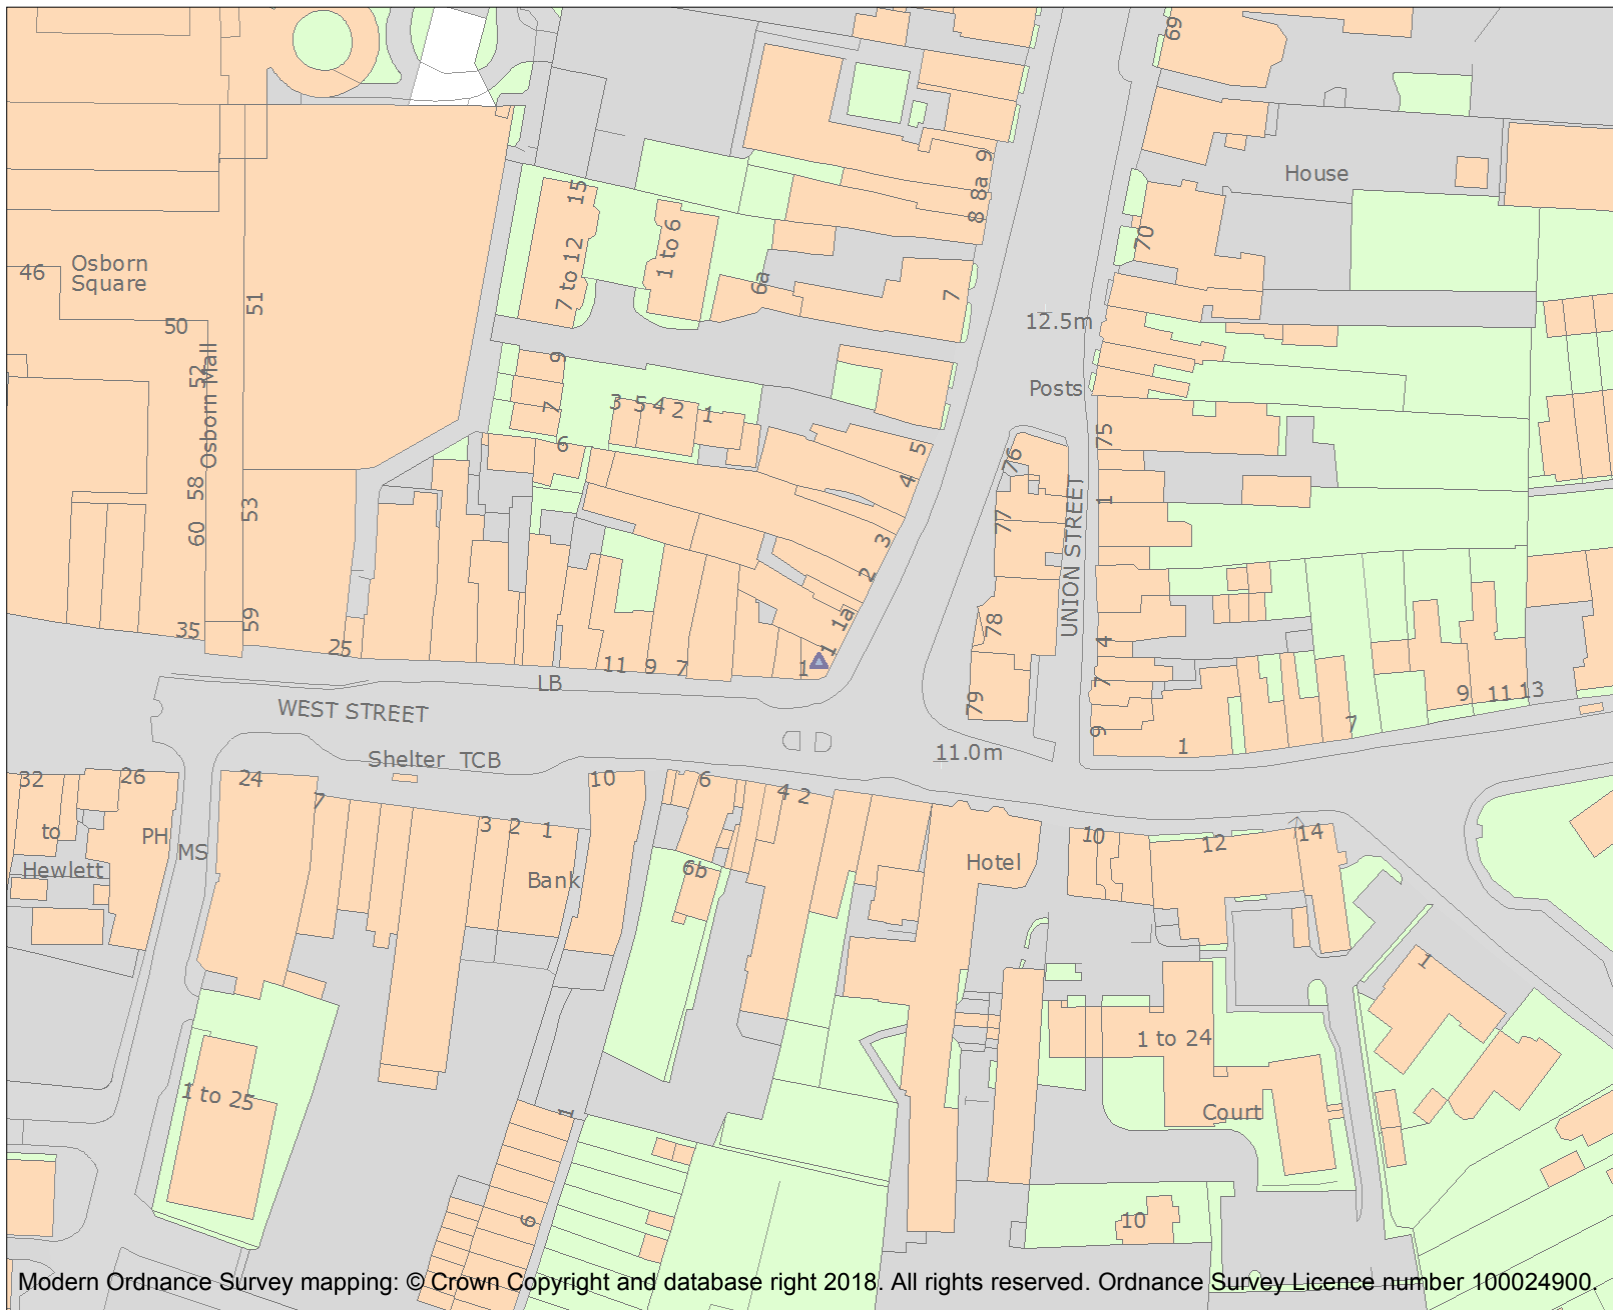 69
9
8a
8
House
15
7 to 12
1 to 6
6a
7
70
Osborn
Square
46
50
51
52
Osborn Mall
12.5m
Posts
9
7
6
3
5
4
2
1
5
4
3
2
1a
1
1
75
76
77
78
79
1
UNION STREET
4
7
9
1
7
9
11
13
58
60
53
59
35
25
11
9
7
LB
WEST STREET
Shelter
TCB
11.0m
32
to
Hewlett
26
PH
MS
24
7
3
2
1
Bank
10
6
6b
4
2
Hotel
10
12
14
1
1 to 24
Court
10
1 to 25
1
6
Modern Ordnance Survey mapping: © Crown Copyright and database right 2018. All rights reserved. Ordnance Survey Licence number 100024900.